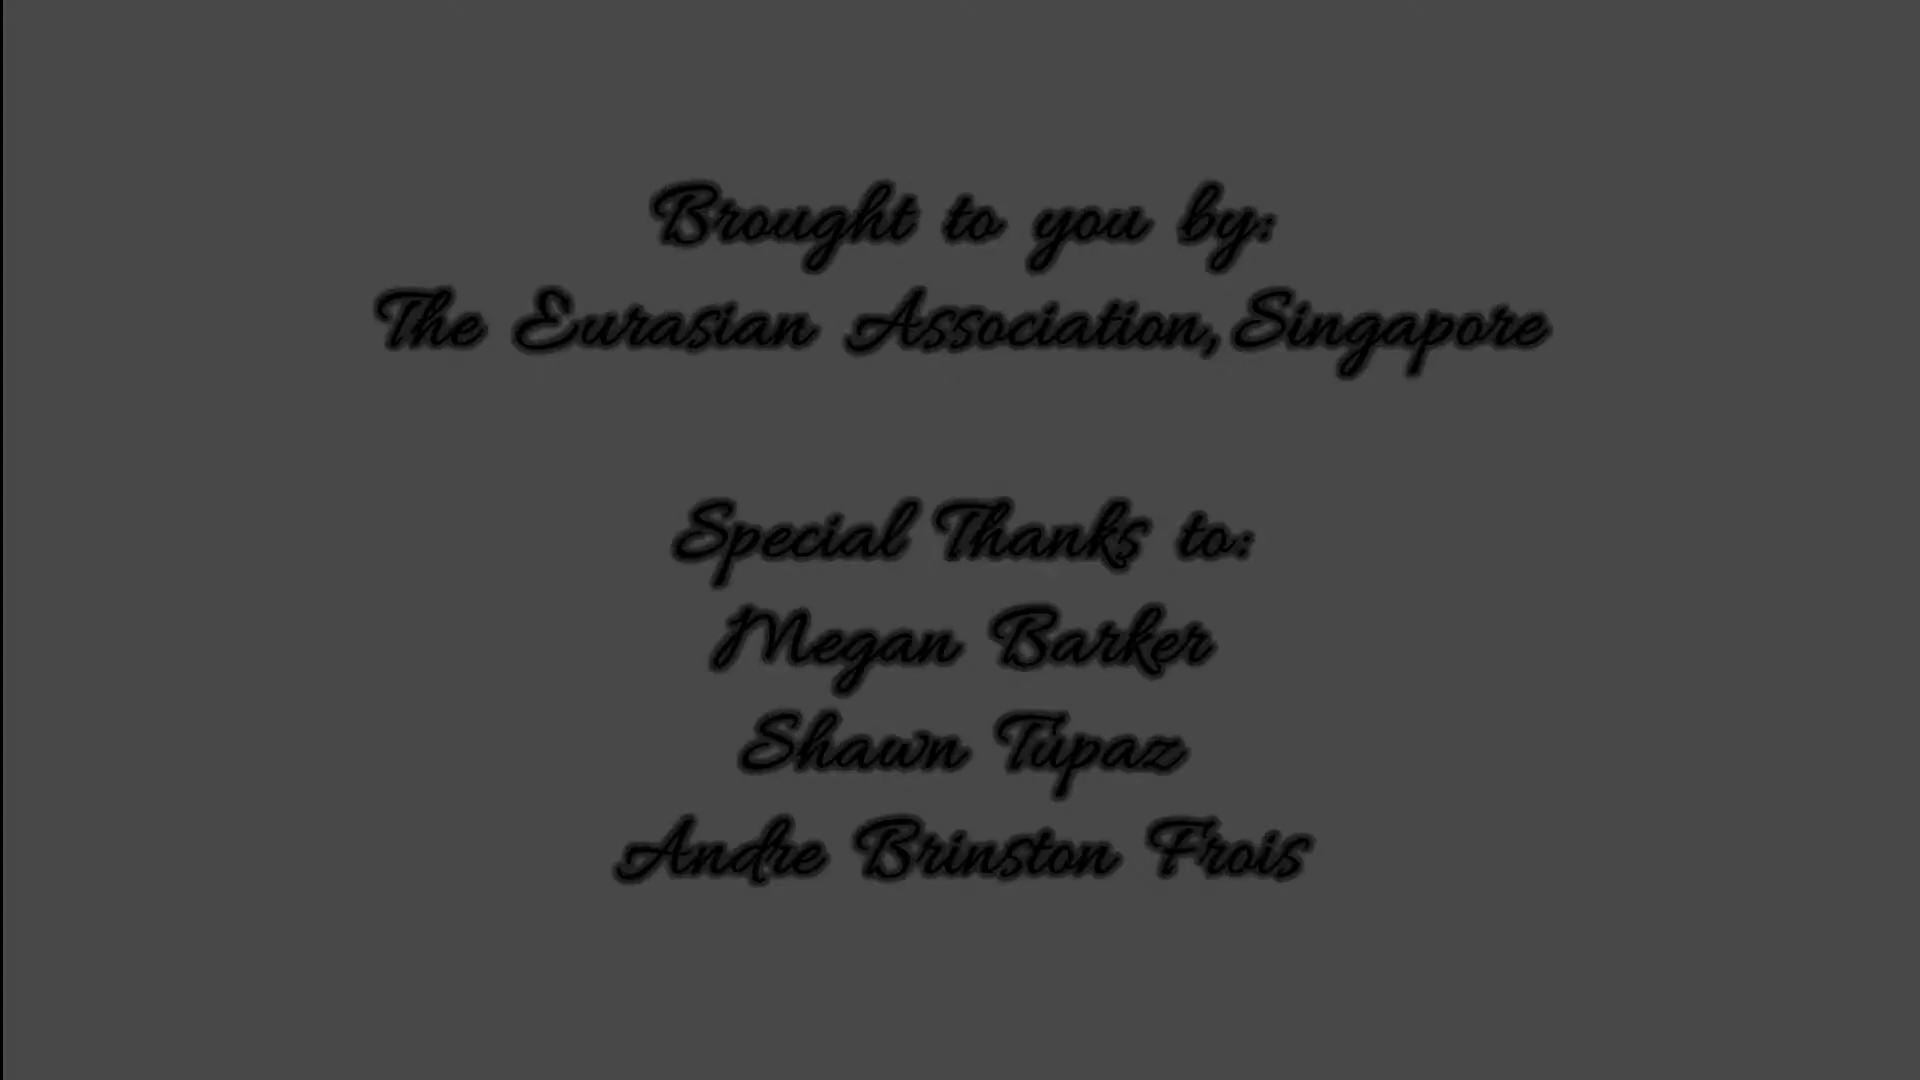 Brought to you by:
The Eurasian Association, Singapore
Special Thanks to:
Megan Barker
Shawn Tupaz
Andre Brinston Frois